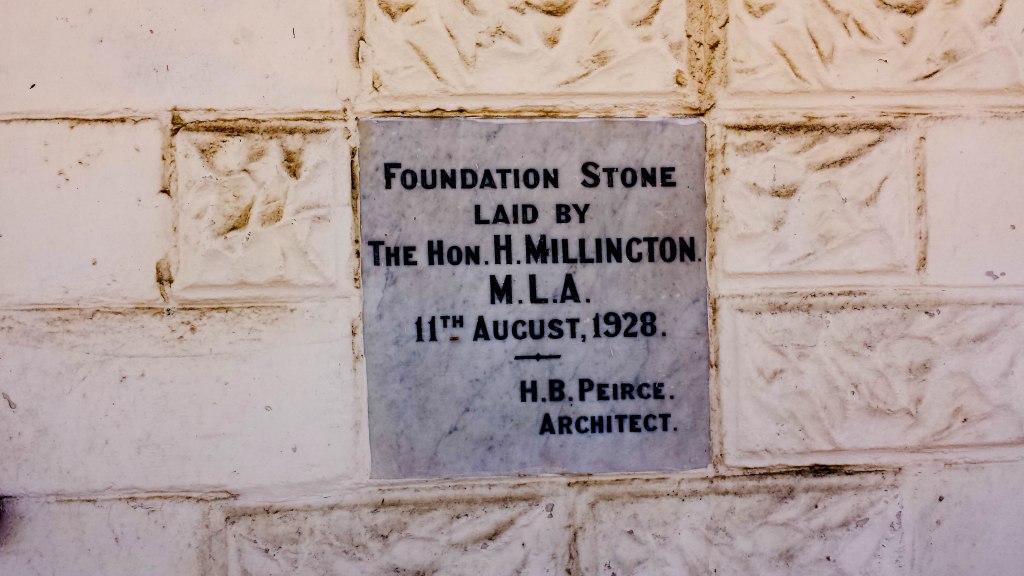 FOUNDATION STONE
LAID BY
THE HON. H. MILLINGTON.
M.L.A.
11TH AUGUST, 1928.
H.B. PEIRCE.
ARCHITECT.